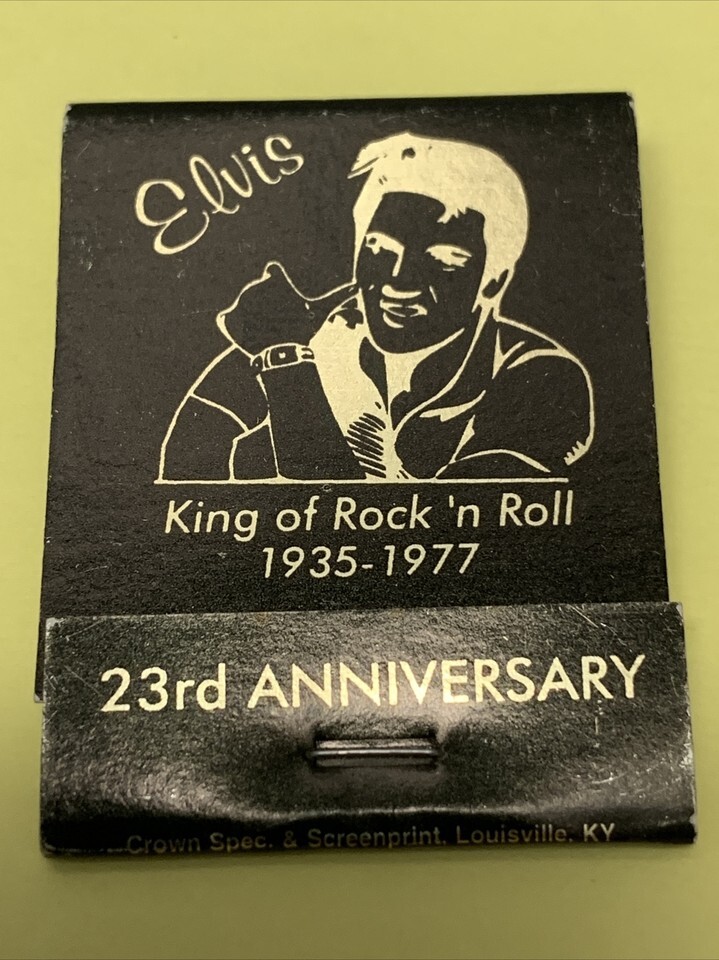 Elvis
King of Rock 'n Roll
1935-1977
23rd ANNIVERSARY
Crown Spec. & Screenprint, Louisville, KY